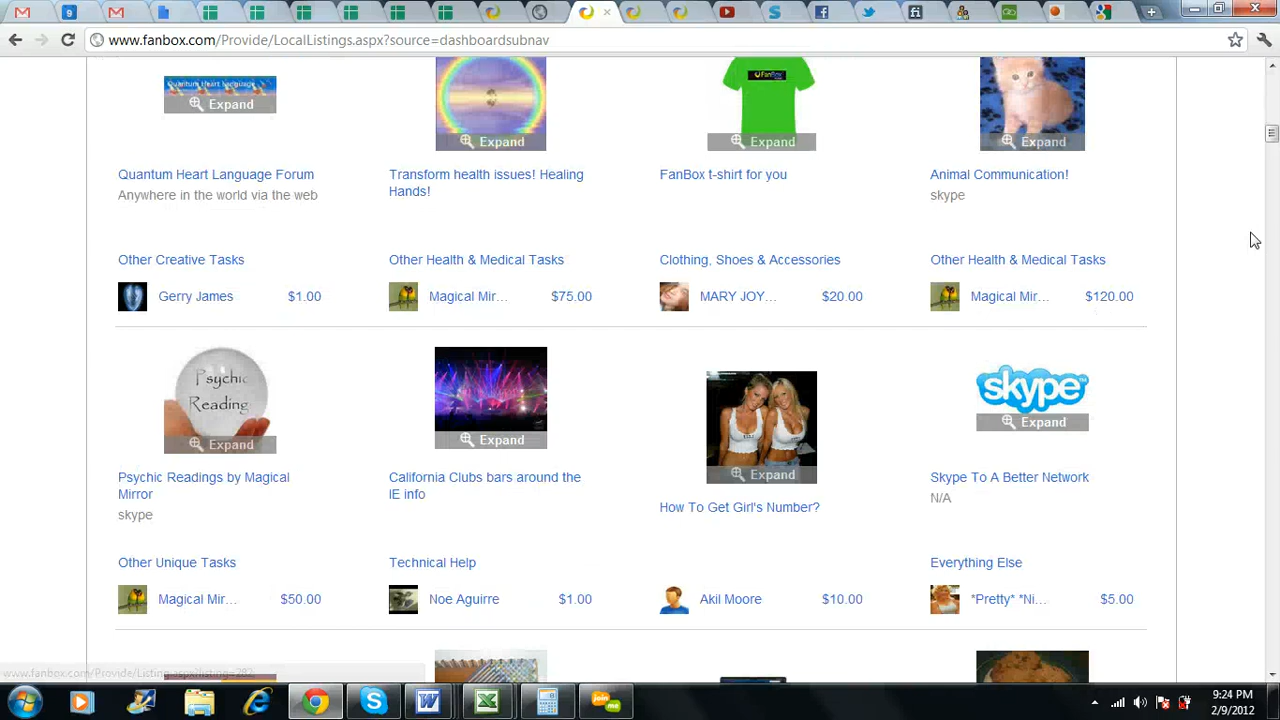 www.fanbox.com/Provide/LocalListings.aspx?source=dashboardsubnav
Quantum Heart Language
Expand
Expand
FanBox
Expand
Expand
Quantum Heart Language Forum
Anywhere in the world via the web
Transform health issues! Healing
Hands!
FanBox t-shirt for you
Animal Communication!
skype
Other Creative Tasks
Other Health & Medical Tasks
Clothing, Shoes & Accessories
Other Health & Medical Tasks
Gerry James $1.00
Magical Mir... $75.00
MARY JOY... $20.00
Magical Mir... $120.00
Psychic
Reading
Expand
Expand
Expand
skype
Expand
Psychic Readings by Magical
Mirror
skype
California Clubs bars around the
IE info
How To Get Girl's Number?
Skype To A Better Network
N/A
Other Unique Tasks
Technical Help
Everything Else
Magical Mir... $50.00
Noe Aguirre $1.00
Akil Moore $10.00
*Pretty* *Ni... $5.00
join
me
9:24 PM
2/9/2012